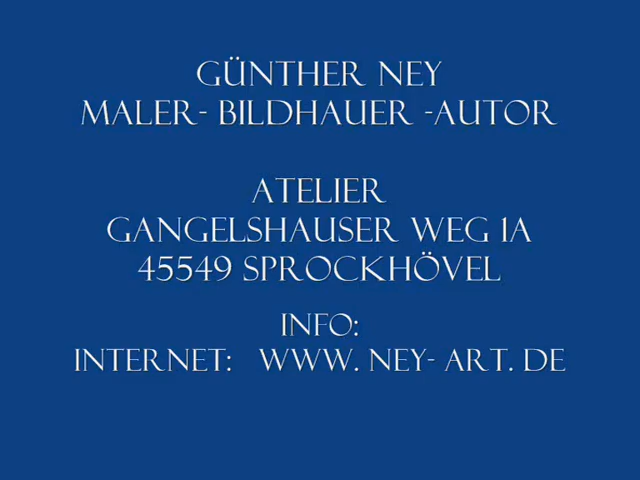 GÜNTHER NEY
MALER- BILDHAUER -AUTOR
ATELIER
GANGELSHAUSER WEG 1A
45549 SPROCKHÖVEL
INFO:
INTERNET: WWW. NEY- ART. DE